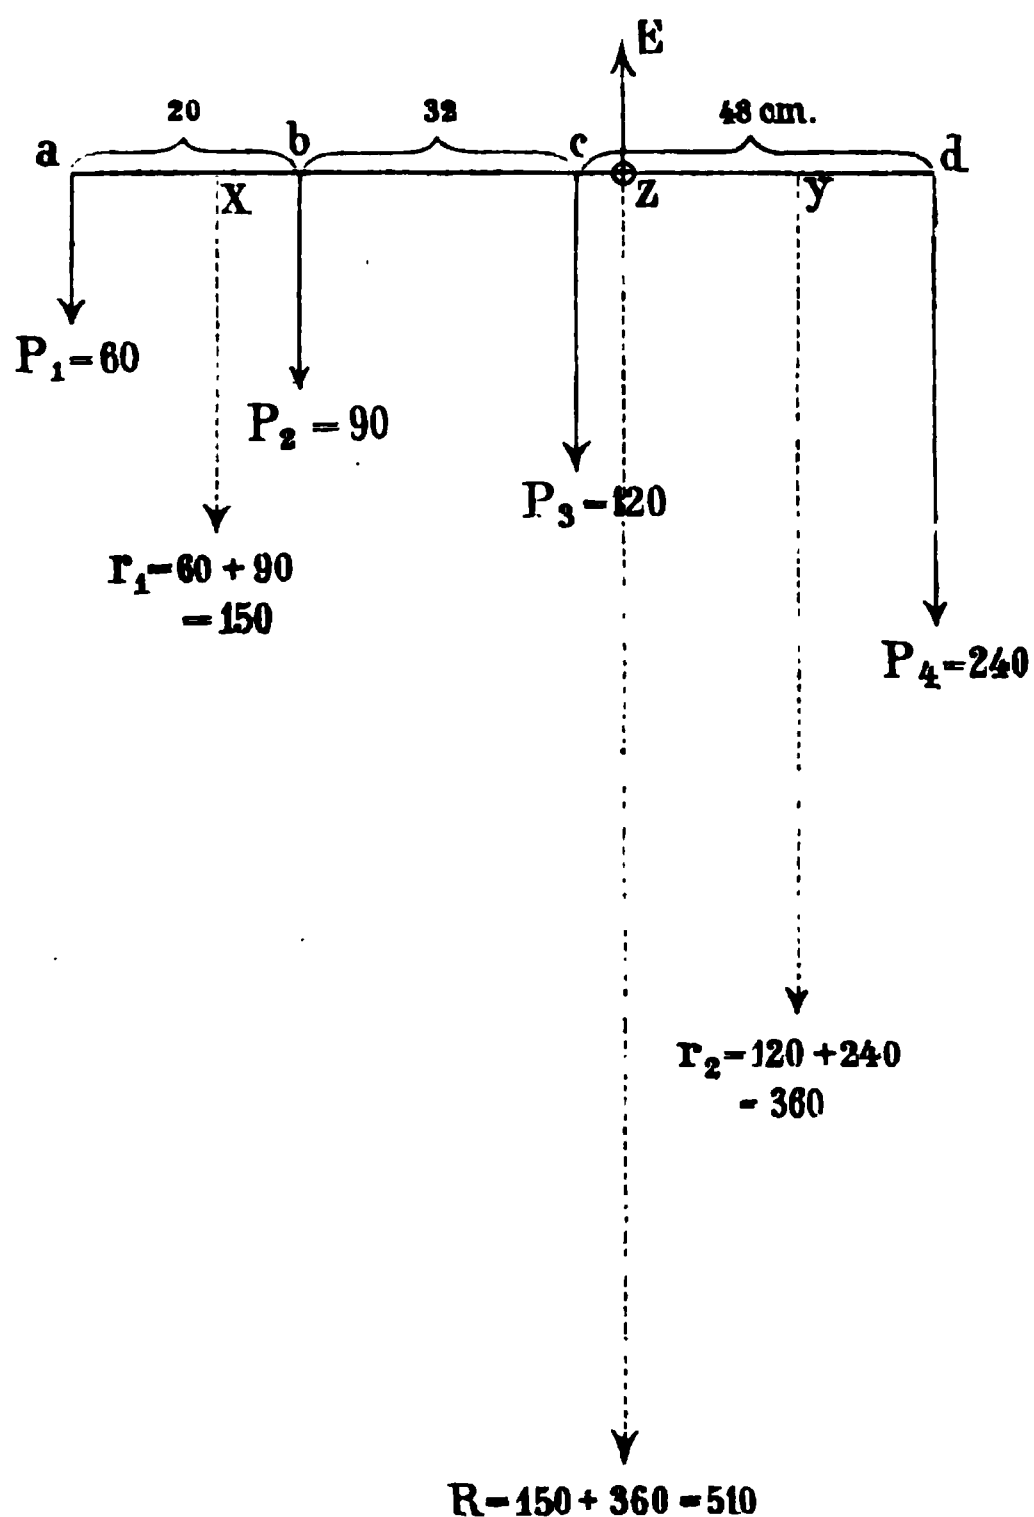 E
20 32 48 cm.
a b c d
x z y
P₁=60
P₂ = 90
P₃=120
r₁=60 + 90
= 150
P₄=240
r₂=120 +240
= 360
R=150+ 360 =510